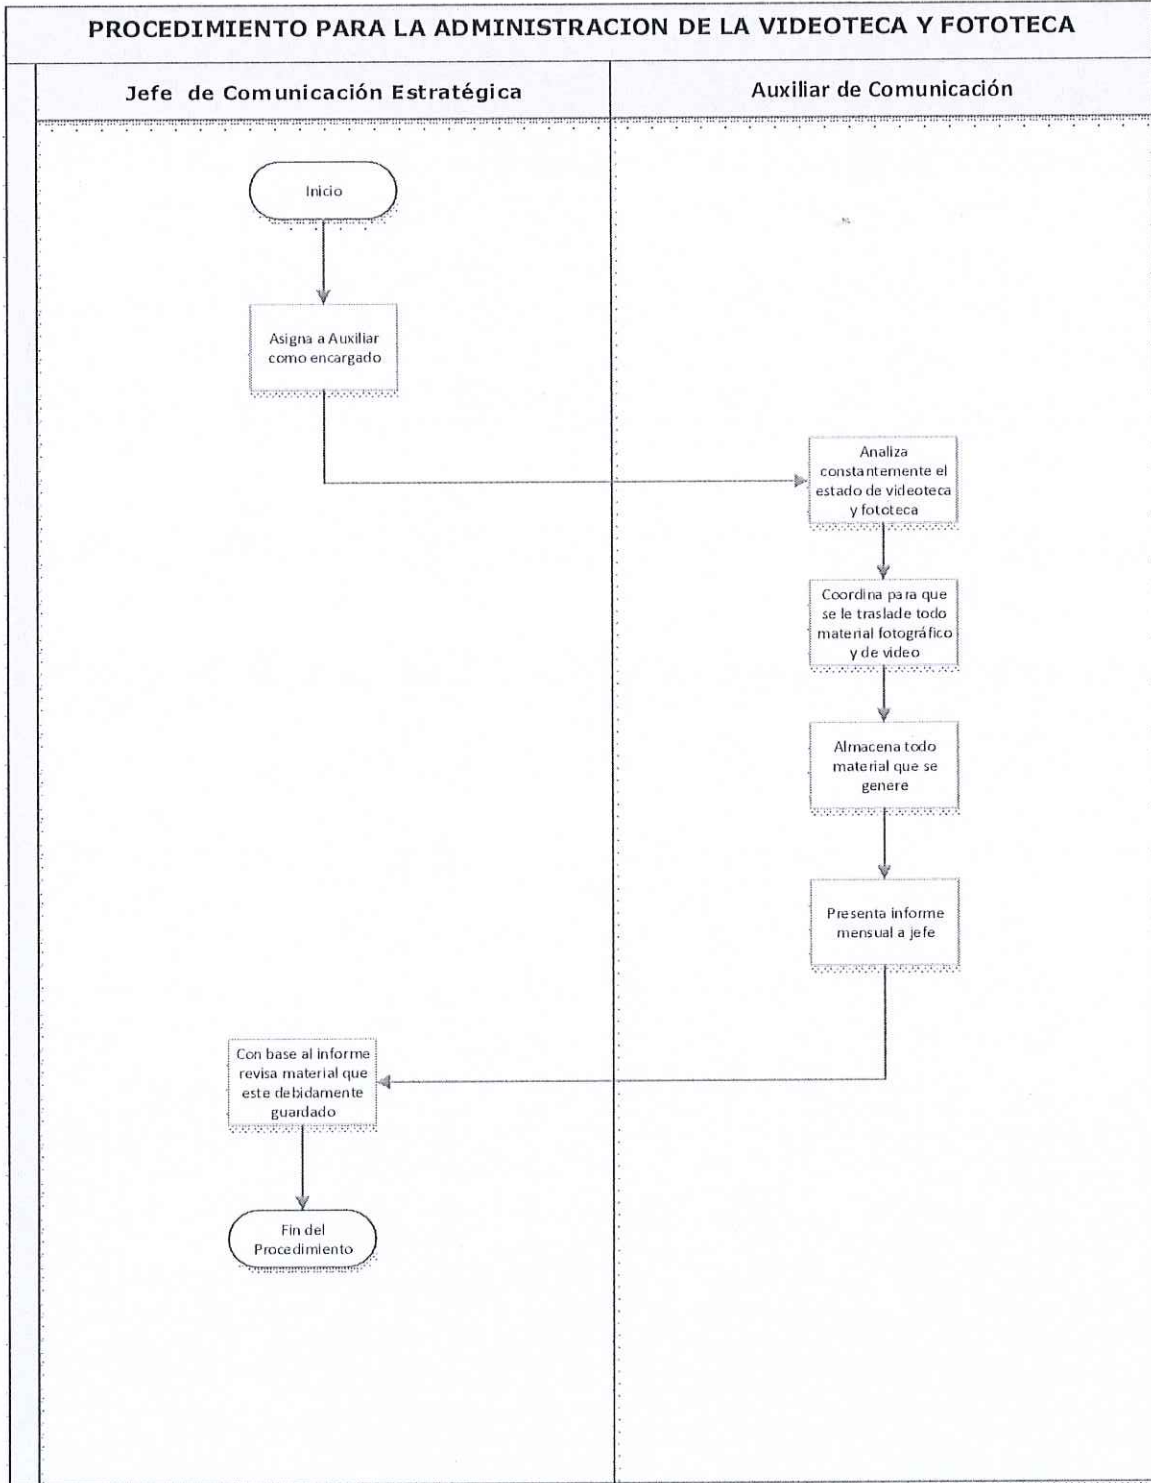 PROCEDIMIENTO PARA LA ADMINISTRACION DE LA VIDEOTECA Y FOTOTECA
Jefe de Comunicación Estratégica
Auxiliar de Comunicación
Inicio
Asigna a Auxiliar
como encargado
Analiza
constantemente el
estado de videoteca
y fototeca
Coordina para que
se le traslade todo
material fotográfico
y de video
Almacena todo
material que se
genere
Presenta informe
mensual a jefe
Con base al informe
revisa material que
este debidamente
guardado
Fin del
Procedimiento